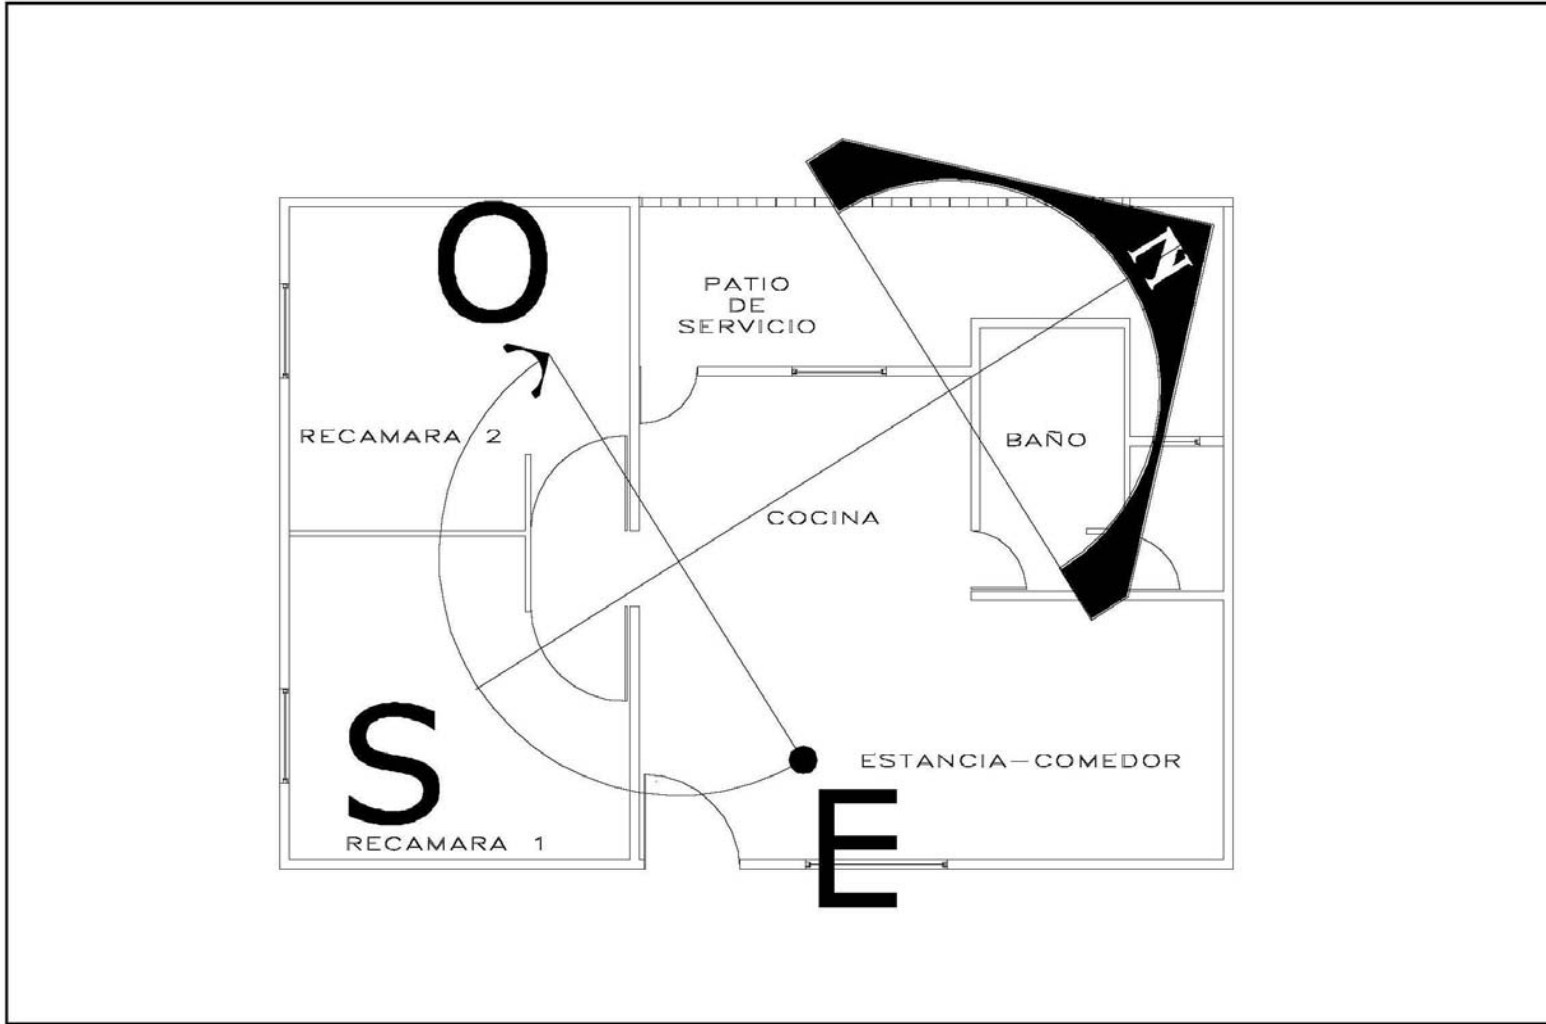 O
N
PATIO
DE
SERVICIO
RECAMARA 2
BAÑO
COCINA
S
ESTANCIA-COMEDOR
E
RECAMARA 1